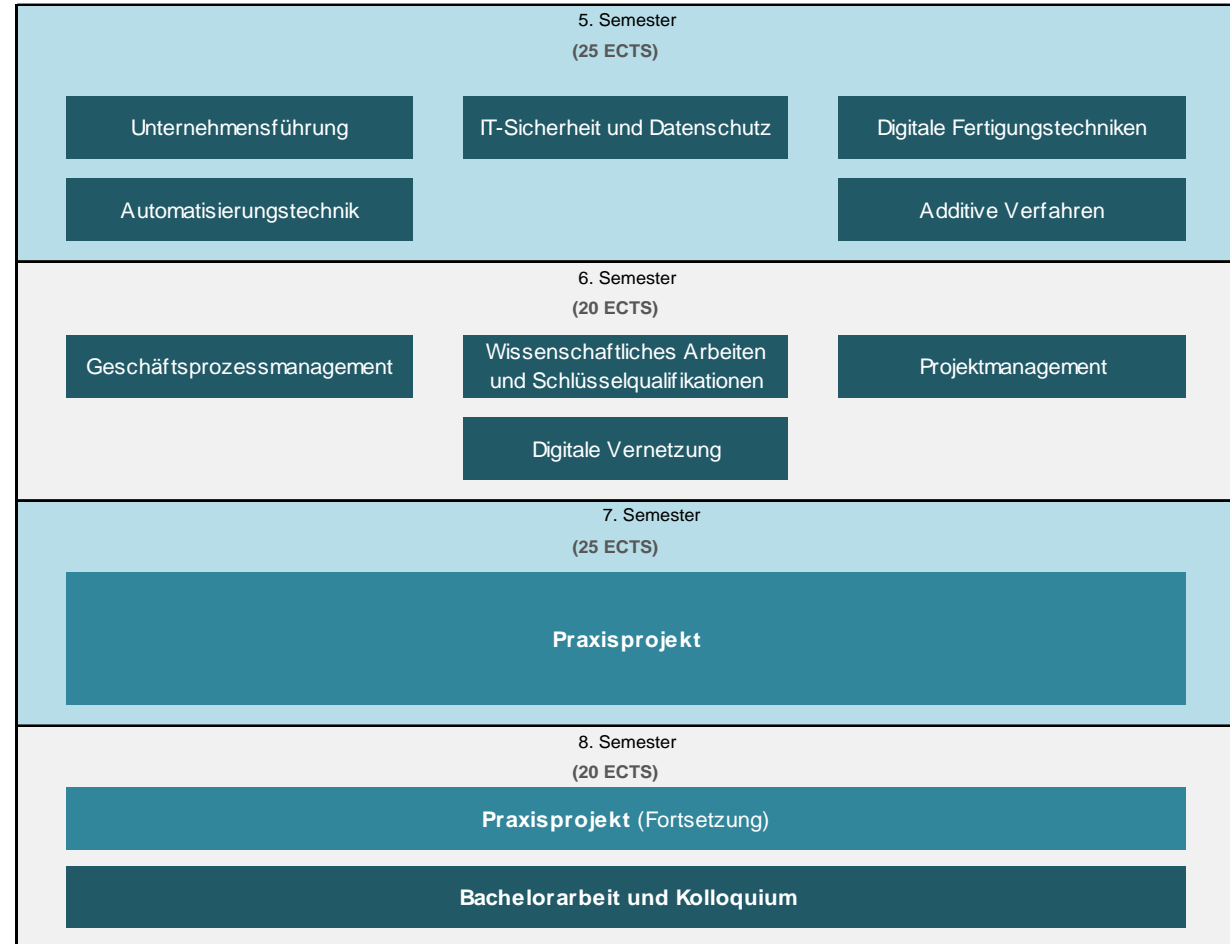 5. Semester
(25 ECTS)
Unternehmensführung
IT-Sicherheit und Datenschutz
Digitale Fertigungstechniken
Automatisierungstechnik
Additive Verfahren
6. Semester
(20 ECTS)
Geschäftsprozessmanagement
Wissenschaftliches Arbeiten
und Schlüsselqualifikationen
Projektmanagement
Digitale Vernetzung
7. Semester
(25 ECTS)
Praxisprojekt
8. Semester
(20 ECTS)
Praxisprojekt (Fortsetzung)
Bachelorarbeit und Kolloquium